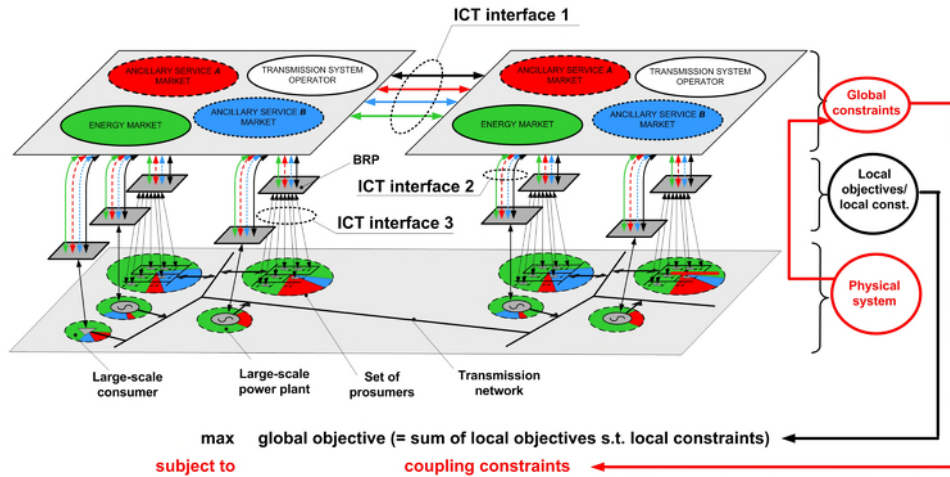 ICT interface 1
ANCILLARY SERVICE A
MARKET
TRANSMISSION SYSTEM
OPERATOR
ENERGY MARKET
ANCILLARY SERVICE B
MARKET
ANCILLARY SERVICE A
MARKET
TRANSMISSION SYSTEM
OPERATOR
ENERGY MARKET
ANCILLARY SERVICE B
MARKET
Global
constraints
BRP
ICT interface 2
ICT interface 3
Local
objectives/
local const.
Physical
system
Large-scale
consumer
Large-scale
power plant
Set of
prosumers
Transmission
network
max global objective (= sum of local objectives s.t. local constraints)
subject to coupling constraints